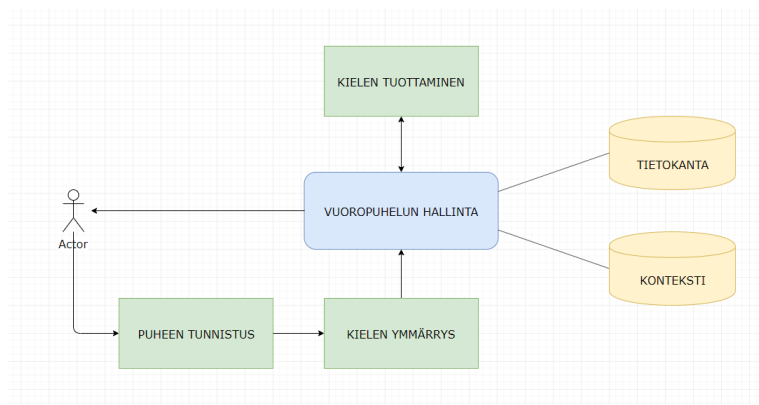 KIELEN TUOTTAMINEN
TIETOKANTA
VUOROPUHELUN HALLINTA
Actor
KONTEKSTI
PUHEEN TUNNISTUS
KIELEN YMMÄRRYS